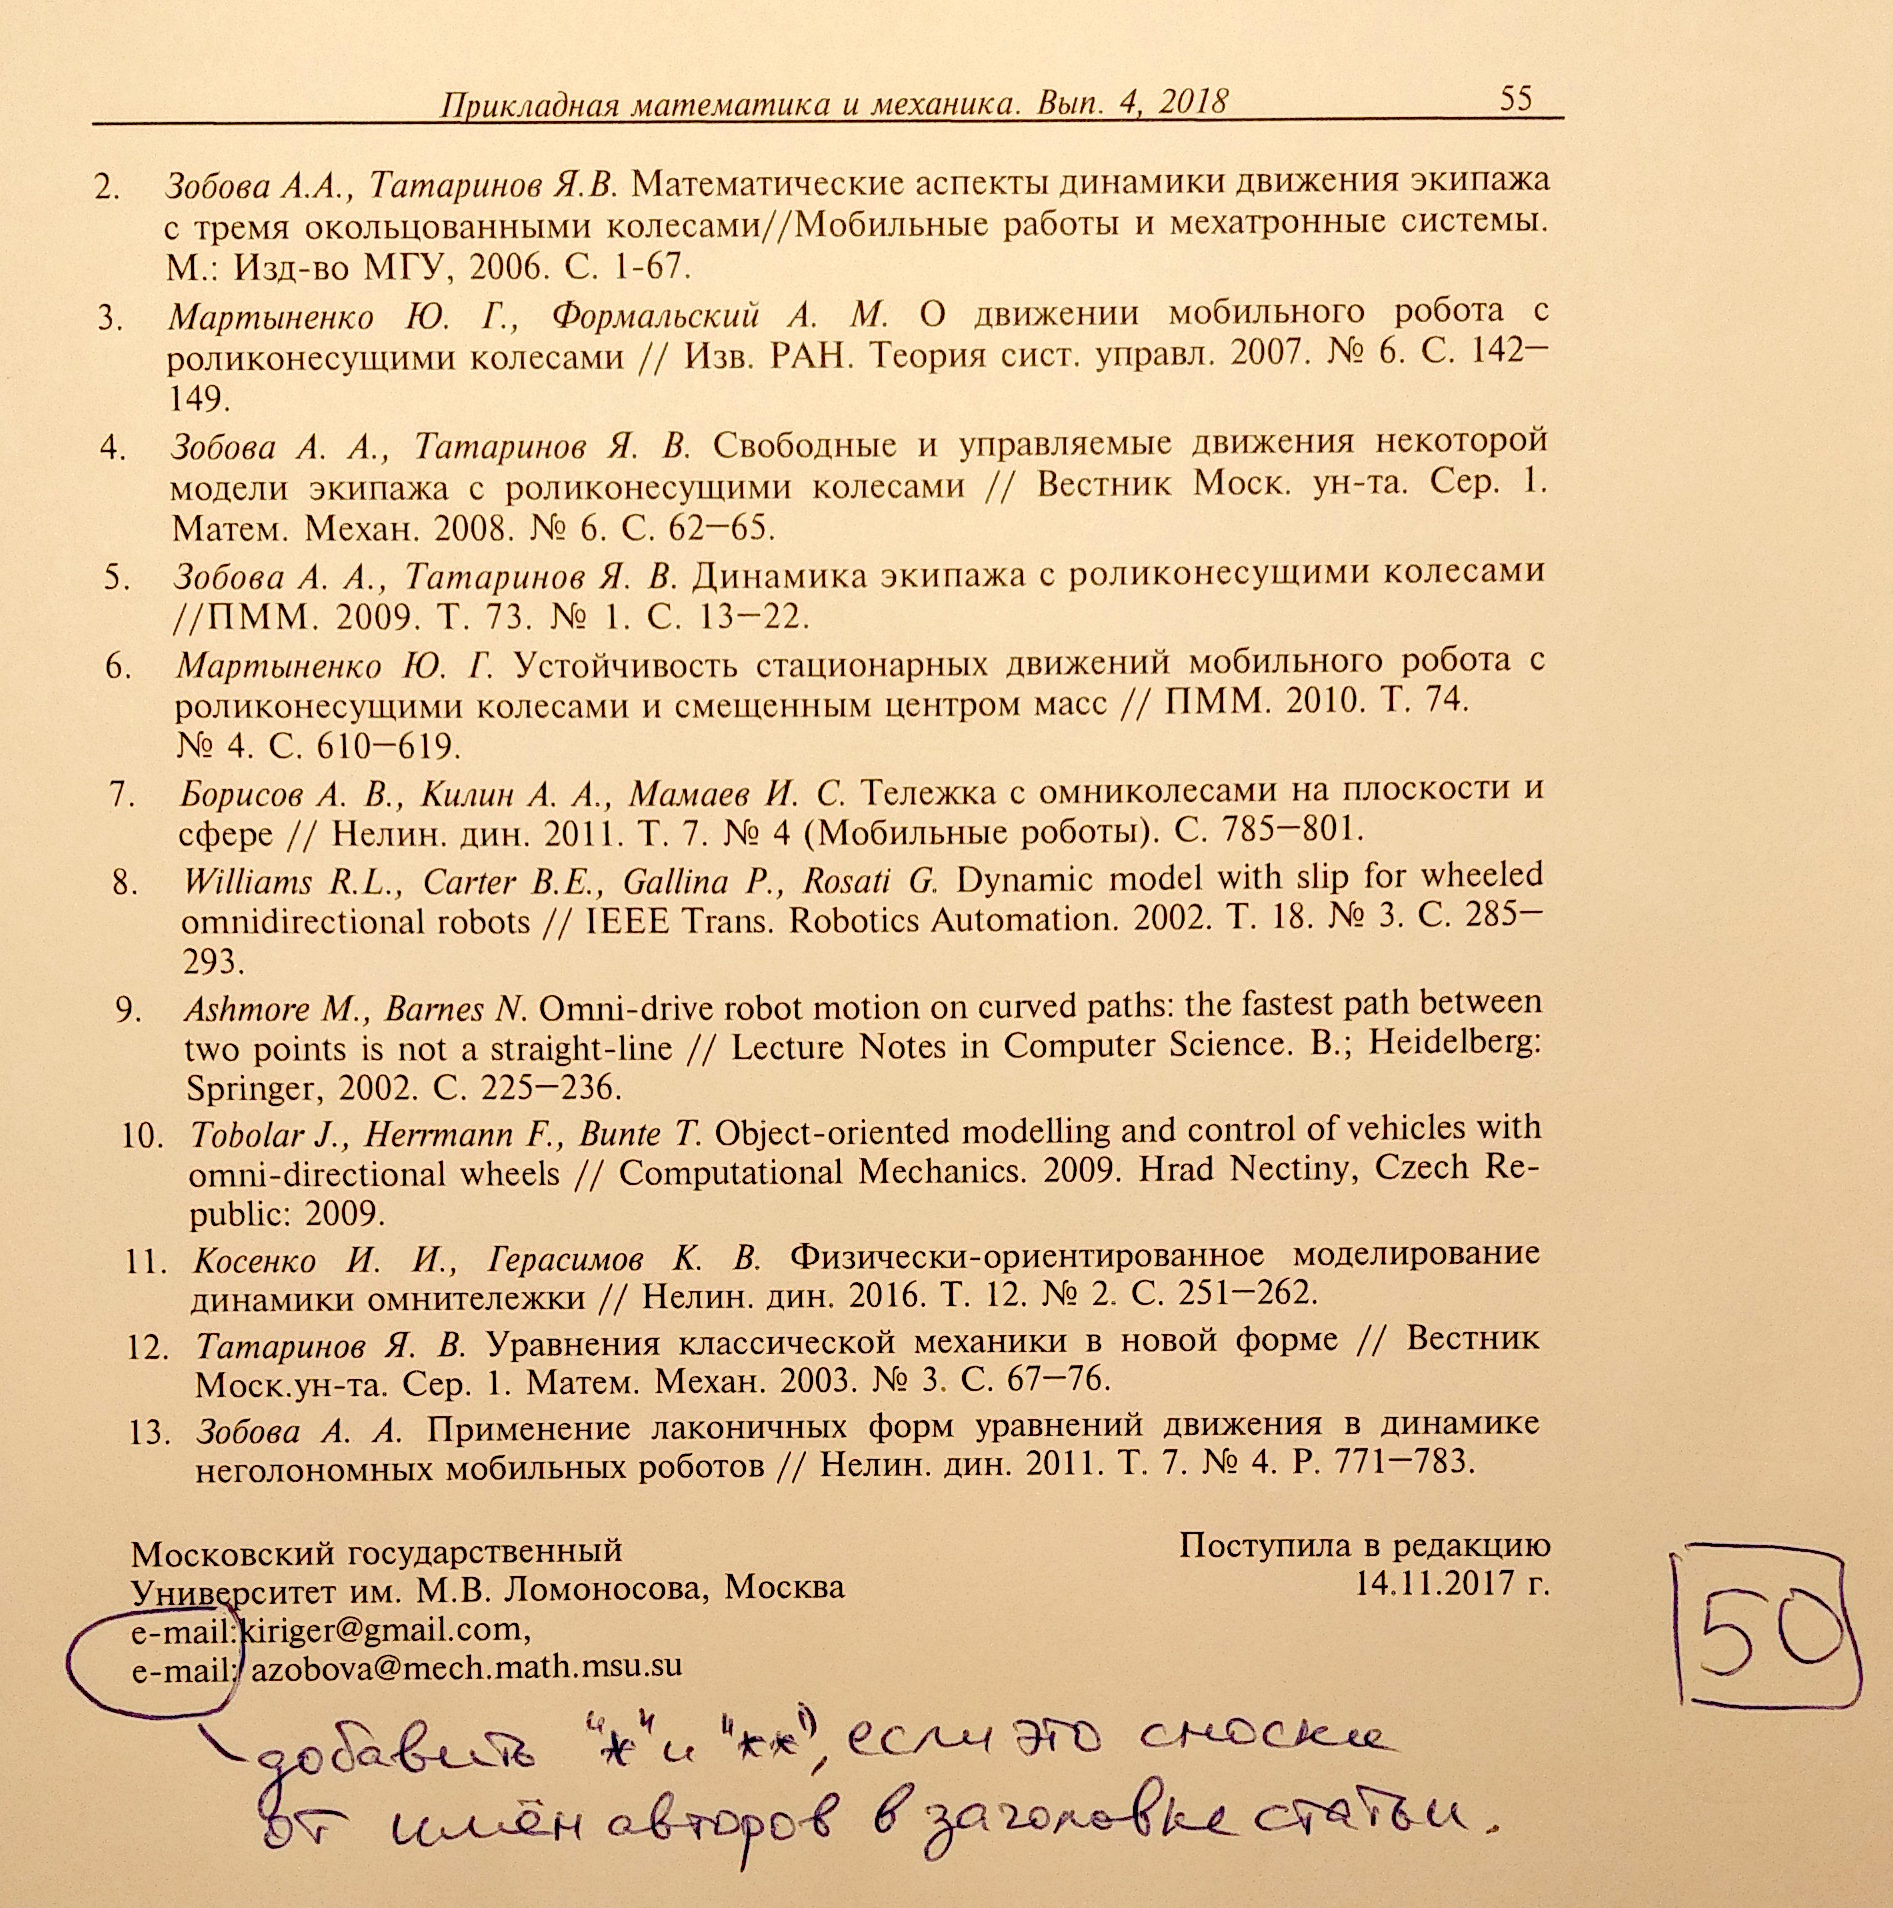 Прикладная математика и механика. Вып. 4, 2018 55
2. Зобова А.А., Татаринов Я.В. Математические аспекты динамики движения экипажа
с тремя окольцованными колесами//Мобильные работы и мехатронные системы.
М.: Изд-во МГУ, 2006. С. 1-67.
3. Мартыненко Ю. Г., Формальский А. М. О движении мобильного робота с
роликонесущими колесами // Изв. РАН. Теория сист. управл. 2007. № 6. С. 142—
149.
4. Зобова А. А., Татаринов Я. В. Свободные и управляемые движения некоторой
модели экипажа с роликонесущими колесами // Вестник Моск. ун-та. Сер. 1.
Матем. Механ. 2008. № 6. С. 62—65.
5. Зобова А. А., Татаринов Я. В. Динамика экипажа с роликонесущими колесами
//ПММ. 2009. Т. 73. № 1. С. 13—22.
6. Мартыненко Ю. Г. Устойчивость стационарных движений мобильного робота с
роликонесущими колесами и смещенным центром масс // ПММ. 2010. Т. 74.
№ 4. С. 610—619.
7. Борисов А. В., Килин А. А., Мамаев И. С. Тележка с омниколесами на плоскости и
сфере // Нелин. дин. 2011. Т. 7. № 4 (Мобильные роботы). С. 785—801.
8. Williams R.L., Carter B.E., Gallina P., Rosati G. Dynamic model with slip for wheeled
omnidirectional robots // IEEE Trans. Robotics Automation. 2002. Т. 18. № 3. С. 285—
293.
9. Ashmore M., Barnes N. Omni-drive robot motion on curved paths: the fastest path between
two points is not a straight-line // Lecture Notes in Computer Science. B.; Heidelberg:
Springer, 2002. С. 225—236.
10. Tobolar J., Herrmann F., Bunte T. Object-oriented modelling and control of vehicles with
omni-directional wheels // Computational Mechanics. 2009. Hrad Nectiny, Czech Re-
public: 2009.
11. Косенко И. И., Герасимов К. В. Физически-ориентированное моделирование
динамики омнитележки // Нелин. дин. 2016. Т. 12. № 2. С. 251—262.
12. Татаринов Я. В. Уравнения классической механики в новой форме // Вестник
Моск.ун-та. Сер. 1. Матем. Механ. 2003. № 3. С. 67—76.
13. Зобова А. А. Применение лаконичных форм уравнений движения в динамике
неголономных мобильных роботов // Нелин. дин. 2011. Т. 7. № 4. Р. 771—783.
Московский государственный
Университет им. М.В. Ломоносова, Москва
e-mail:kiriger@gmail.com,
e-mail: azobova@mech.math.msu.su
Поступила в редакцию
14.11.2017 г.
50
добавить "*" и "**", если это сноски
от имён авторов в заголовке статьи.